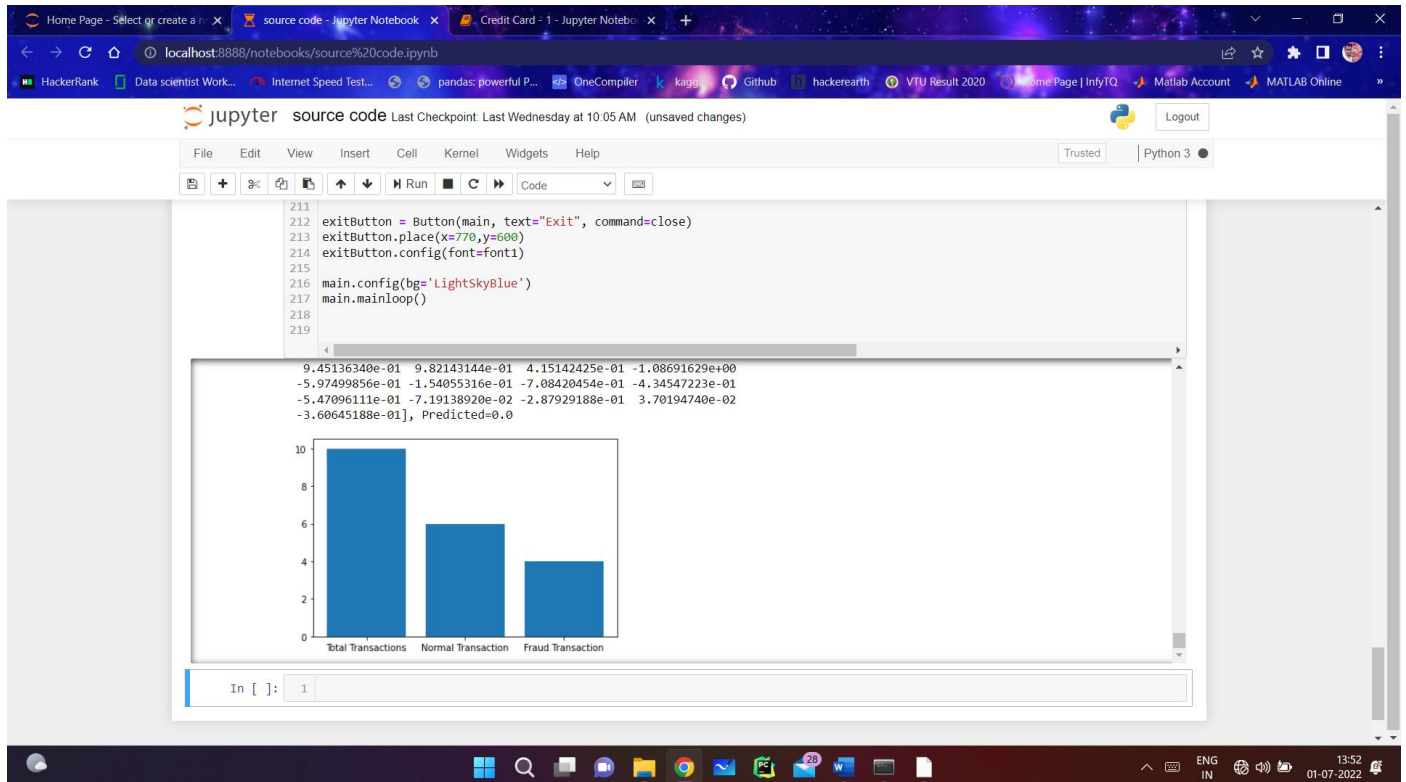 Home Page - Select or create a n
source code - Jupyter Notebook
Credit Card - 1 - Jupyter Notebo
localhost:8888/notebooks/source%20code.ipynb
HackerRank
Data scientist Work...
Internet Speed Test...
pandas: powerful P...
OneCompiler
kaggle
Github
hackerearth
VTU Result 2020
Home Page | InfyTQ
Matlab Account
MATLAB Online
»
jupyter source code Last Checkpoint: Last Wednesday at 10:05 AM (unsaved changes)
Logout
File Edit View Insert Cell Kernel Widgets Help
Trusted
Python 3
Run
Code
211
212 exitButton = Button(main, text="Exit", command=close)
213 exitButton.place(x=770,y=600)
214 exitButton.config(font=font1)
215
216 main.config(bg='LightSkyBlue')
217 main.mainloop()
218
219
9.45136340e-01 9.82143144e-01 4.15142425e-01 -1.08691629e+00
-5.97499856e-01 -1.54055316e-01 -7.08420454e-01 -4.34547223e-01
-5.47096111e-01 -7.19138920e-02 -2.87929188e-01 3.70194740e-02
-3.60645188e-01], Predicted=0.0
10
8
6
4
2
0
Total Transactions Normal Transaction Fraud Transaction
In [ ]: 1
28
ENG
IN
13:52
01-07-2022